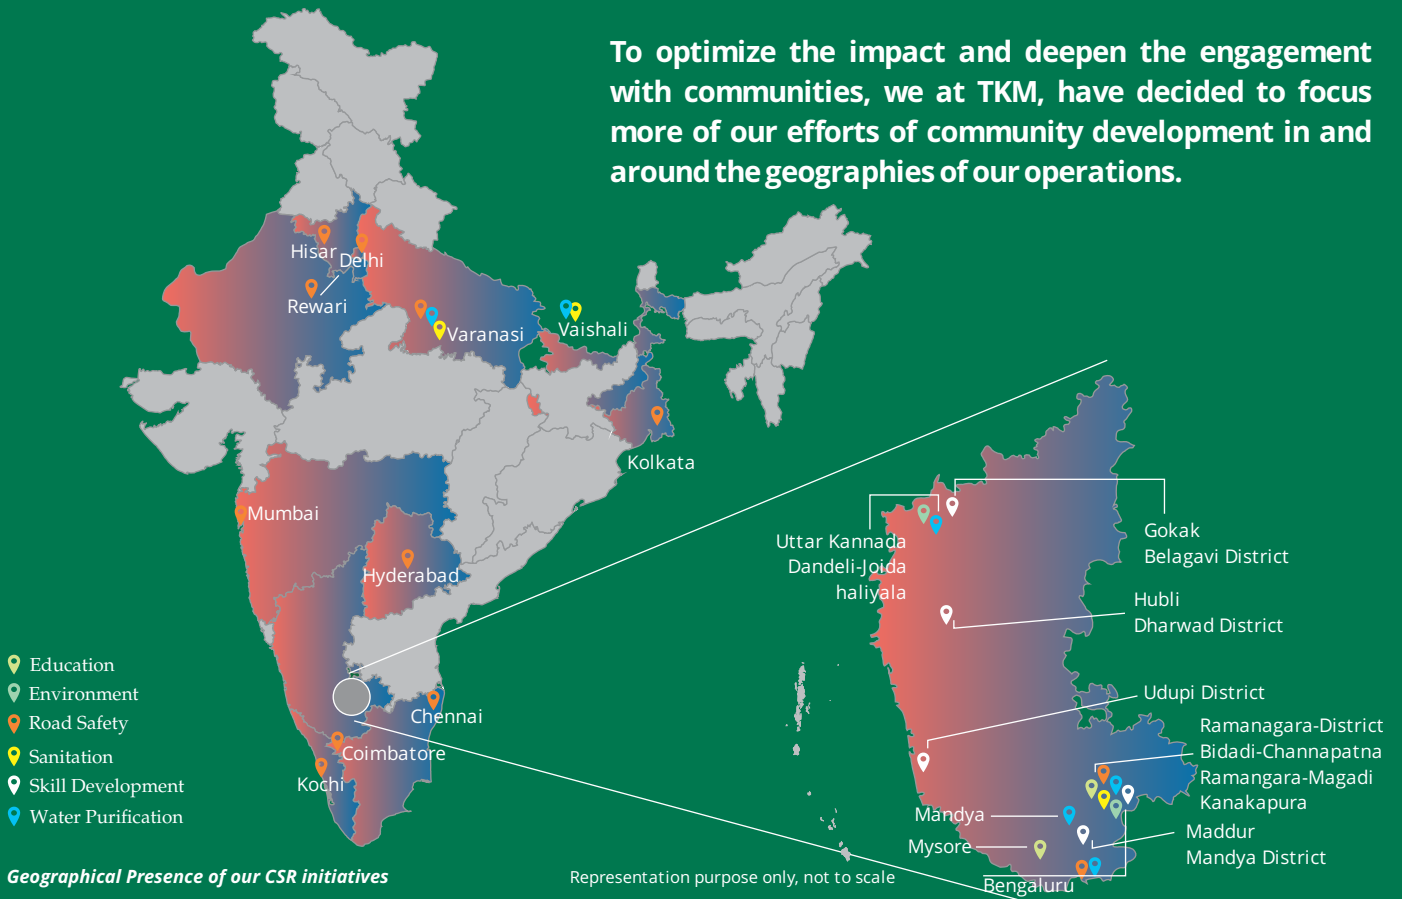 To optimize the impact and deepen the engagement
with communities, we at TKM, have decided to focus
more of our efforts of community development in and
around the geographies of our operations.
Hisar
Delhi
Rewari
Varanasi
Vaishali
Kolkata
Mumbai
Hyderabad
Chennai
Coimbatore
Kochi
Gokak
Belagavi District
Uttar Kannada
Dandeli-Joida
haliyala
Hubli
Dharwad District
Udupi District
Ramanagara-District
Bidadi-Channapatna
Ramangara-Magadi
Kanakapura
Mandya
Maddur
Mandya District
Mysore
Bengaluru
Education
Environment
Road Safety
Sanitation
Skill Development
Water Purification
Geographical Presence of our CSR initiatives
Representation purpose only, not to scale